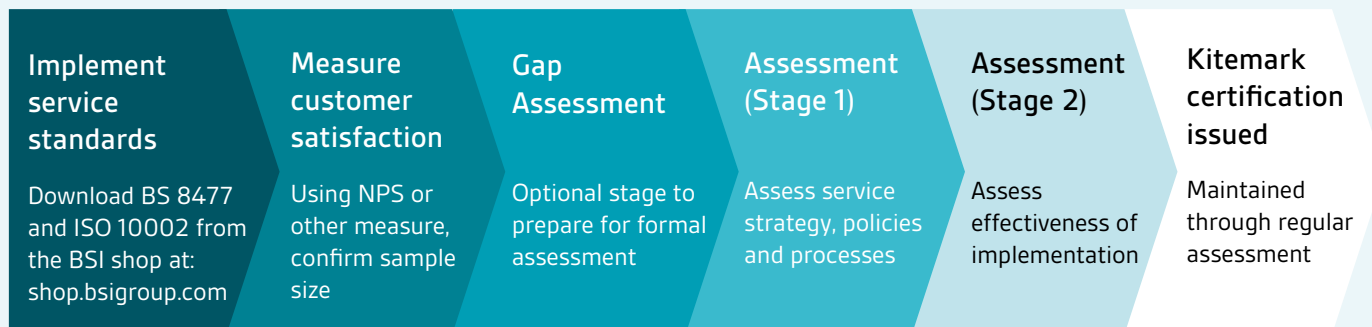 Implement
service
standards
Download BS 8477
and ISO 10002 from
the BSI shop at:
shop.bsigroup.com
Measure
customer
satisfaction
Using NPS or
other measure,
confirm sample
size
Gap
Assessment
Optional stage to
prepare for formal
assessment
Assessment
(Stage 1)
Assess service
strategy, policies
and processes
Assessment
(Stage 2)
Assess
effectiveness of
implementation
Kitemark
certification
issued
Maintained
through regular
assessment